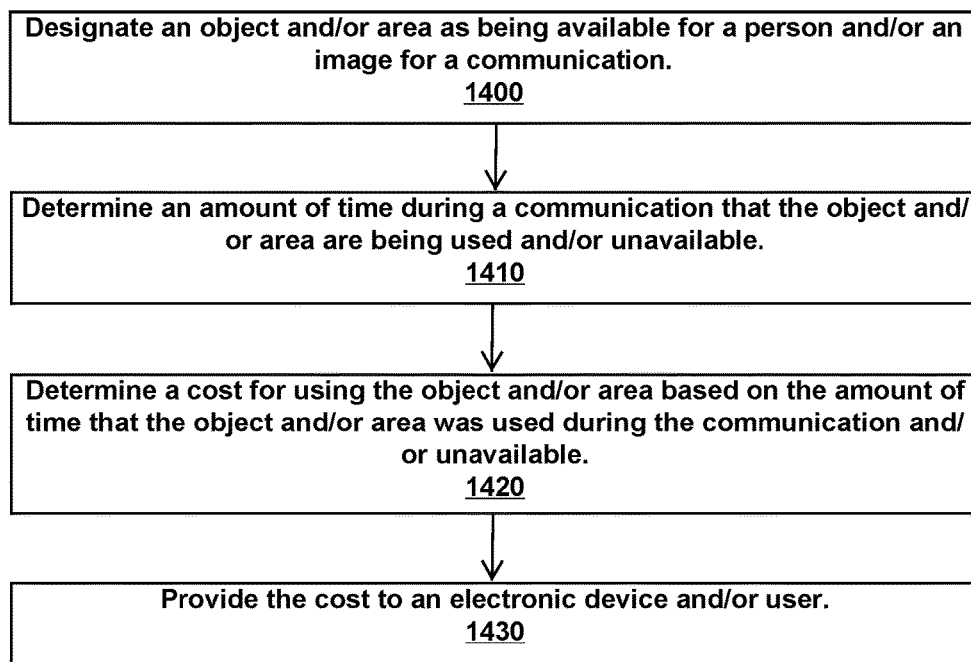 Designate an object and/or area as being available for a person and/or an
image for a communication.
1400
Determine an amount of time during a communication that the object and/
or area are being used and/or unavailable.
1410
Determine a cost for using the object and/or area based on the amount of
time that the object and/or area was used during the communication and/
or unavailable.
1420
Provide the cost to an electronic device and/or user.
1430